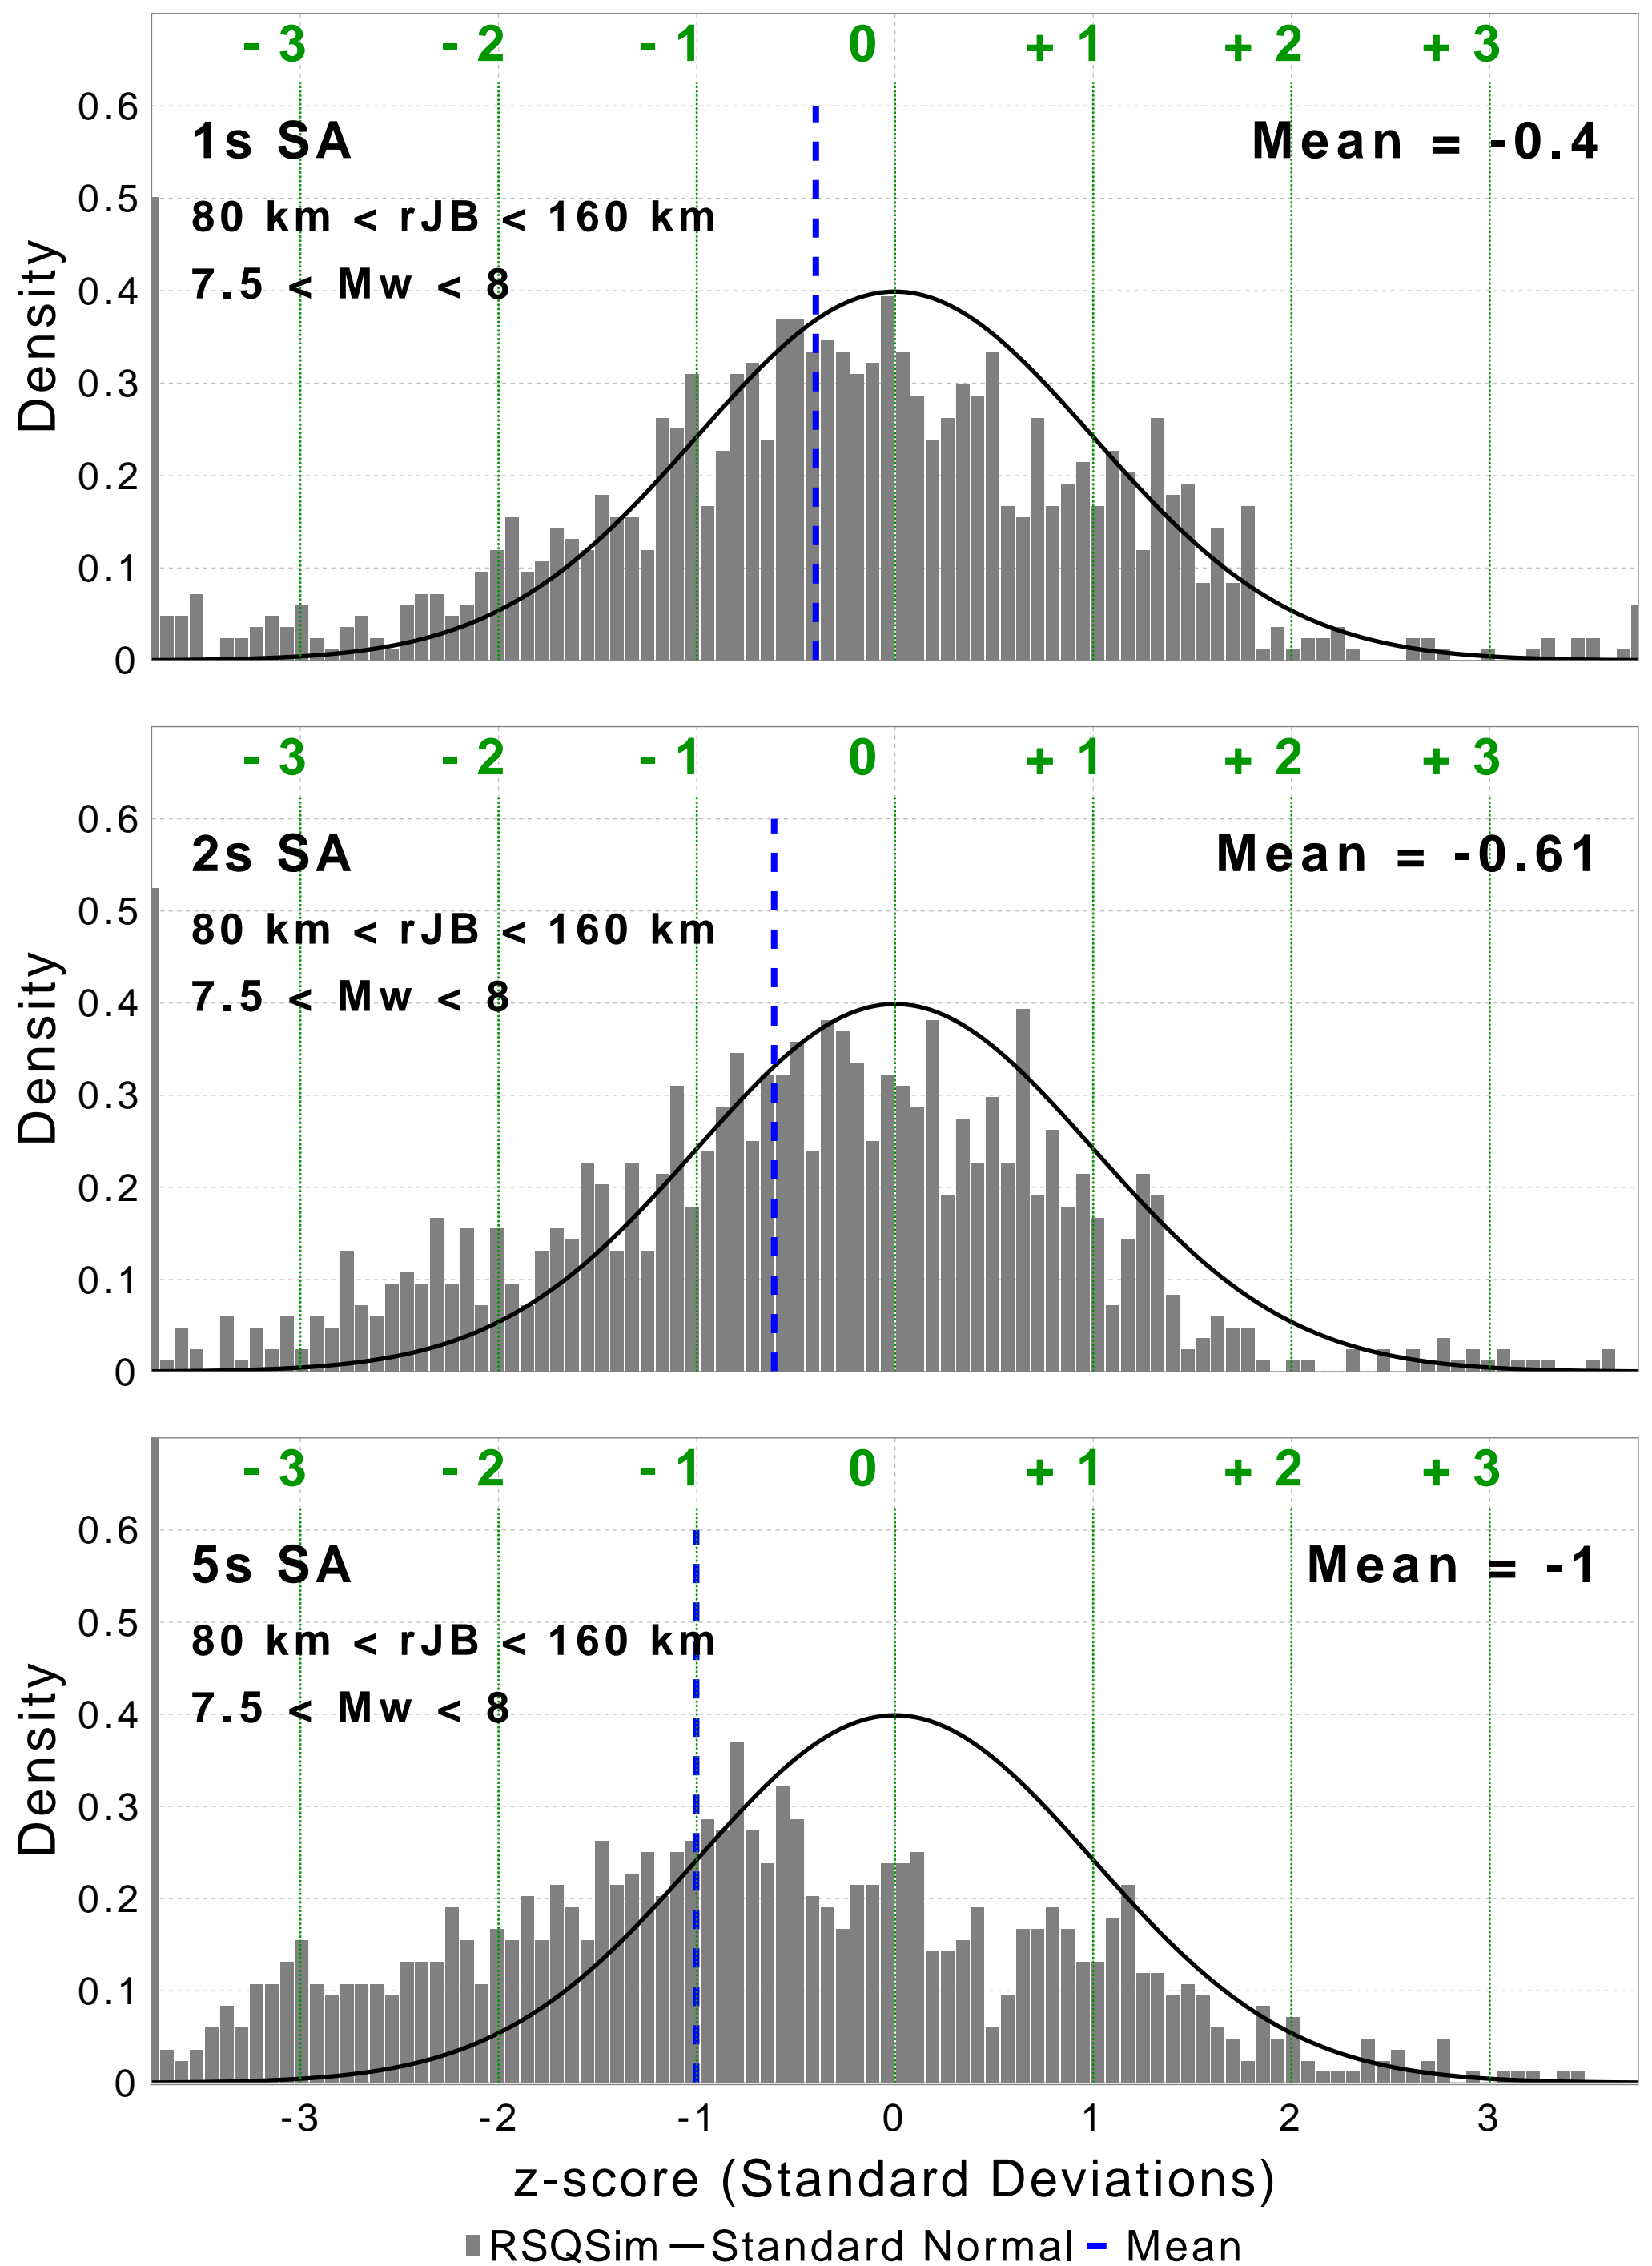 - 3 - 2 - 1 0 + 1 + 2 + 3
0.6
1s SA Mean = -0.4
0.5
80 km < rJB < 160 km
7.5 < Mw < 8
0.4
Density
0.3
0.2
0.1
0
- 3 - 2 - 1 0 + 1 + 2 + 3
0.6
2s SA Mean = -0.61
0.5
80 km < rJB < 160 km
7.5 < Mw < 8
0.4
Density
0.3
0.2
0.1
0
- 3 - 2 - 1 0 + 1 + 2 + 3
0.6
5s SA Mean = -1
0.5
80 km < rJB < 160 km
7.5 < Mw < 8
0.4
Density
0.3
0.2
0.1
0
-3 -2 -1 0 1 2 3
z-score (Standard Deviations)
RSQSim Standard Normal Mean